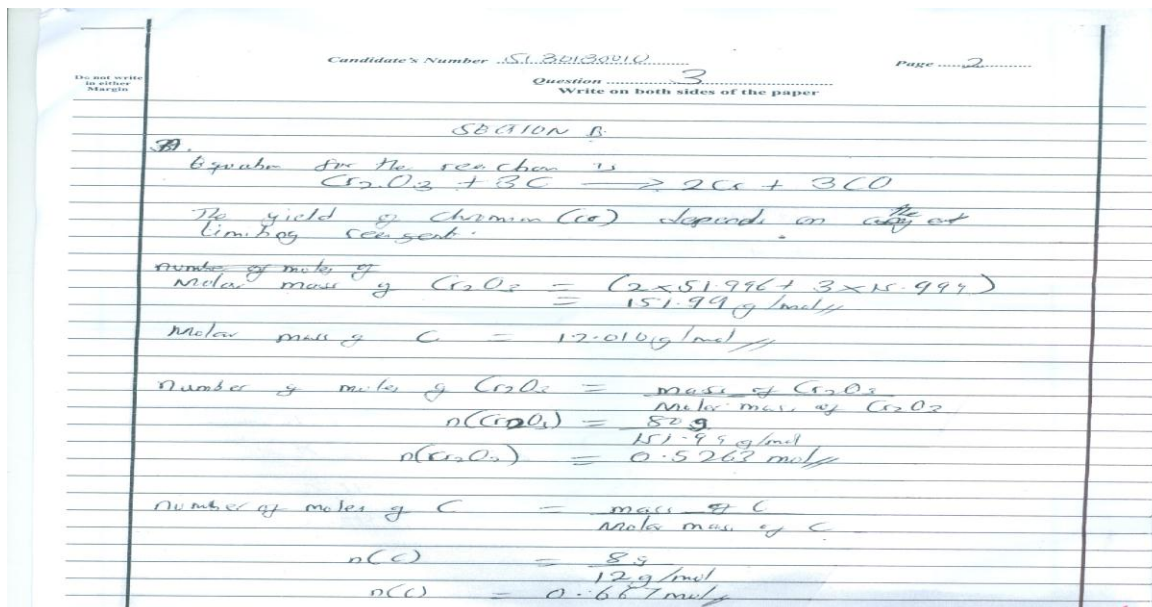 Candidate's Number S1 30130010 Page 2
Do not write
in either
Margin
Question 3
Write on both sides of the paper
SECTION B.
Equation for the reaction is
Cr2O3 + 3C → 2Cr + 3CO
The yield of chromium (Cr) depends on the
limiting reagent.
number of moles of
Molar mass of Cr2O3 = (2×51.996 + 3×15.999)
= 151.99 g/mol
Molar mass of C = 12.010 g/mol
number of moles of Cr2O3 = mass of Cr2O3
Molar mass of Cr2O3
n(Cr2O3) = 80 g
151.99 g/mol
n(Cr2O3) = 0.5263 mol
number of moles of C = mass of C
Molar mass of C
n(C) = 8g
12g/mol
n(C) = 0.667 mol